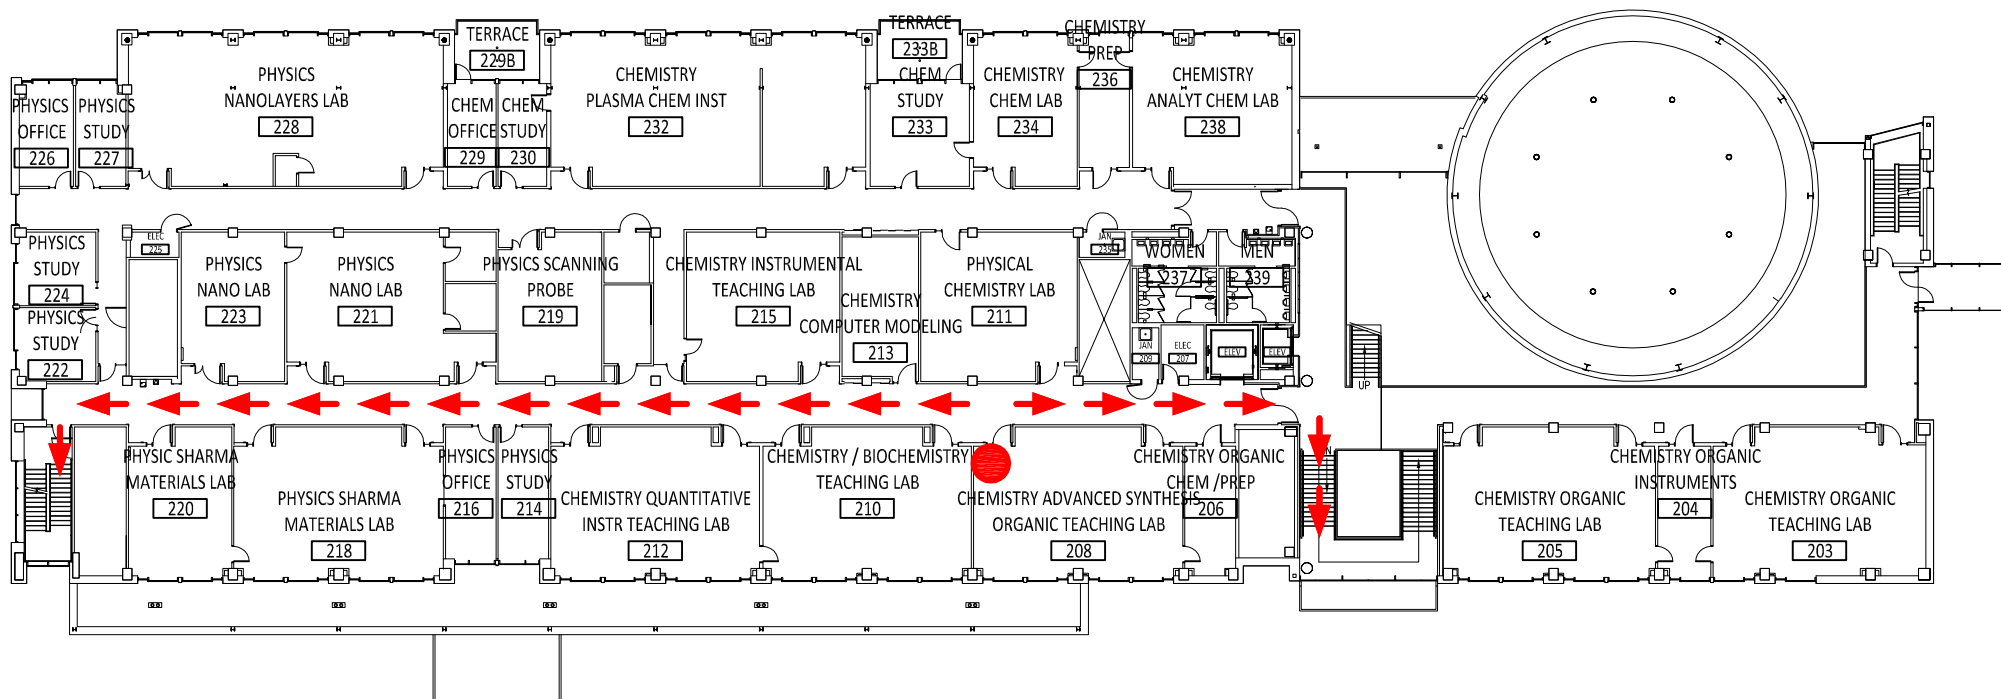 PHYSICS
OFFICE
226
PHYSICS
STUDY
227
PHYSICS
NANOLAYERS LAB
228
TERRACE
229B
CHEM
OFFICE
229
CHEM
STUDY
230
CHEMISTRY
PLASMA CHEM INST
232
TERRACE
233B
CHEM
STUDY
233
CHEMISTRY
CHEM LAB
234
CHEMISTRY
PREP
236
CHEMISTRY
ANALYT CHEM LAB
238
PHYSICS
STUDY
224
PHYSICS
STUDY
222
ELEC
225
PHYSICS
NANO LAB
223
PHYSICS
NANO LAB
221
PHYSICS SCANNING
PROBE
219
CHEMISTRY INSTRUMENTAL
TEACHING LAB
215
CHEMISTRY
COMPUTER MODELING
213
PHYSICAL
CHEMISTRY LAB
211
JAN
235
WOMEN
237
MEN
239
JAN
209
ELEC
207
ELEV
ELEV
UP
PHYSIC SHARMA
MATERIALS LAB
220
PHYSICS SHARMA
MATERIALS LAB
218
PHYSICS
OFFICE
216
PHYSICS
STUDY
214
CHEMISTRY QUANTITATIVE
INSTR TEACHING LAB
212
CHEMISTRY / BIOCHEMISTRY
TEACHING LAB
210
CHEMISTRY ADVANCED SYNTHESIS
ORGANIC TEACHING LAB
208
CHEMISTRY ORGANIC
CHEM /PREP
206
CHEMISTRY ORGANIC
TEACHING LAB
205
CHEMISTRY ORGANIC
INSTRUMENTS
204
CHEMISTRY ORGANIC
TEACHING LAB
203